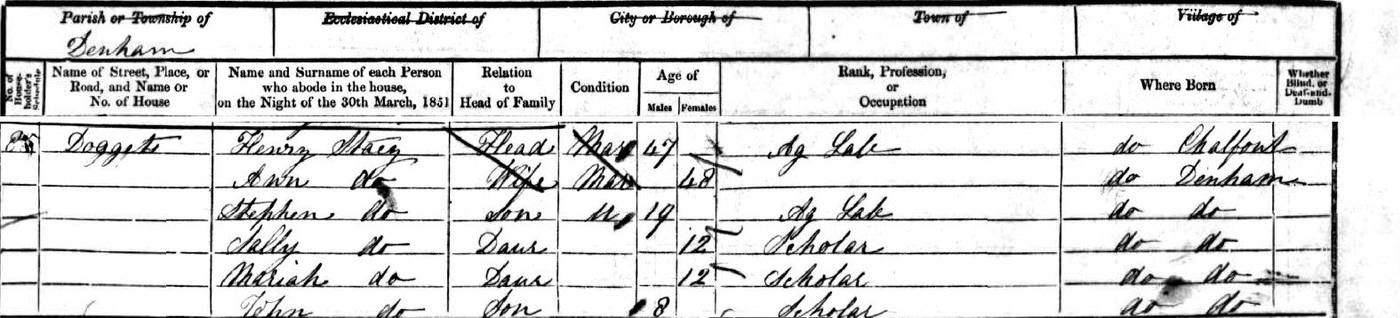 Parish or Township of Ecclesiastical District of City or Borough of Town of Village of
Denham
No. of House-holder's Schedule Name of Street, Place, or Road, and Name or No. of House Name and Surname of each Person who abode in the house, on the Night of the 30th March, 1851 Relation to Head of Family Condition Age of Males Females Rank, Profession, or Occupation Where Born Whether Blind, or Deaf-and-Dumb
Doggets Henry Stacy Head Mar 47 Ag Lab do Chalfont
Ann do Wife Mar 48 do Denham
Stephen do Son U 19 Ag Lab do do
Sally do Daur 12 Scholar do do
Mariah do Daur 12 Scholar do do
John do Son 8 Scholar do do